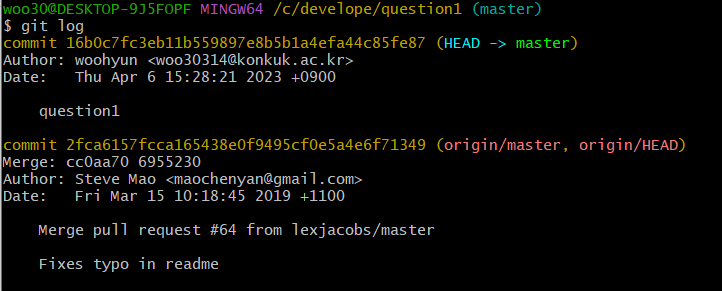 woo30@DESKTOP-9J5FOPF MINGW64 /c/develope/question1 (master)
$ git log
commit 16b0c7fc3eb11b559897e8b5b1a4efa44c85fe87 (HEAD -> master)
Author: woohyun <woo30314@konkuk.ac.kr>
Date:   Thu Apr 6 15:28:21 2023 +0900
    question1
commit 2fca6157fcca165438e0f9495cf0e5a4e6f71349 (origin/master, origin/HEAD)
Merge: cc0aa70 6955230
Author: Steve Mao <maochenyan@gmail.com>
Date:   Fri Mar 15 10:18:45 2019 +1100
    Merge pull request #64 from lexjacobs/master
    Fixes typo in readme